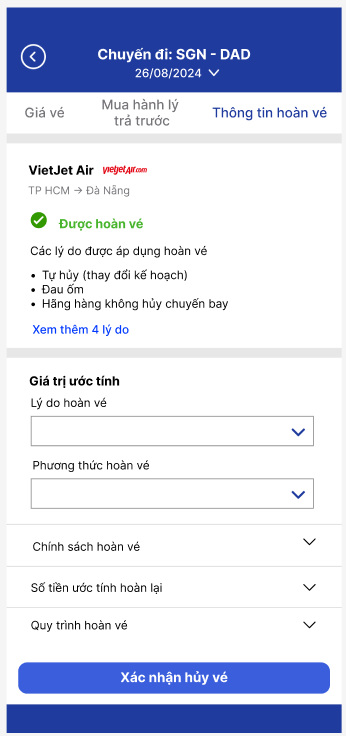 Chuyến đi: SGN - DAD
26/08/2024
Giá vé
Mua hành lý
trả trước
Thông tin hoàn vé
VietJet Air vietjetAir.com
TP HCM → Đà Nẵng
Được hoàn vé
Các lý do được áp dụng hoàn vé
• Tự hủy (thay đổi kế hoạch)
• Đau ốm
• Hãng hàng không hủy chuyến bay
Xem thêm 4 lý do
Giá trị ước tính
Lý do hoàn vé
Phương thức hoàn vé
Chính sách hoàn vé
Số tiền ước tính hoàn lại
Quy trình hoàn vé
Xác nhận hủy vé